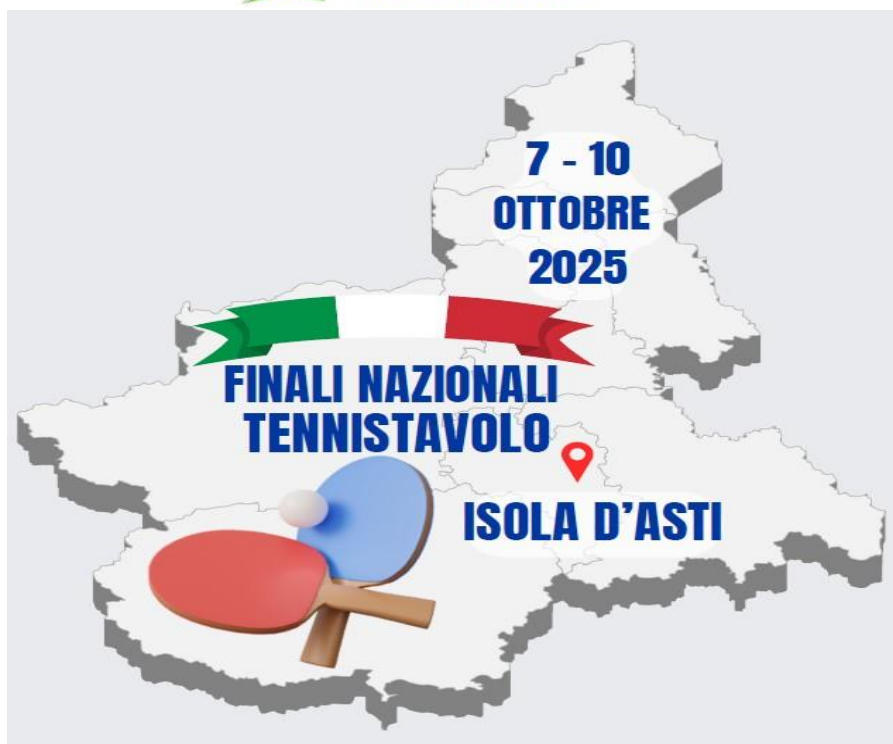 7 - 10
OTTOBRE
2025
FINALI NAZIONALI
TENNISTAVOLO
ISOLA D'ASTI